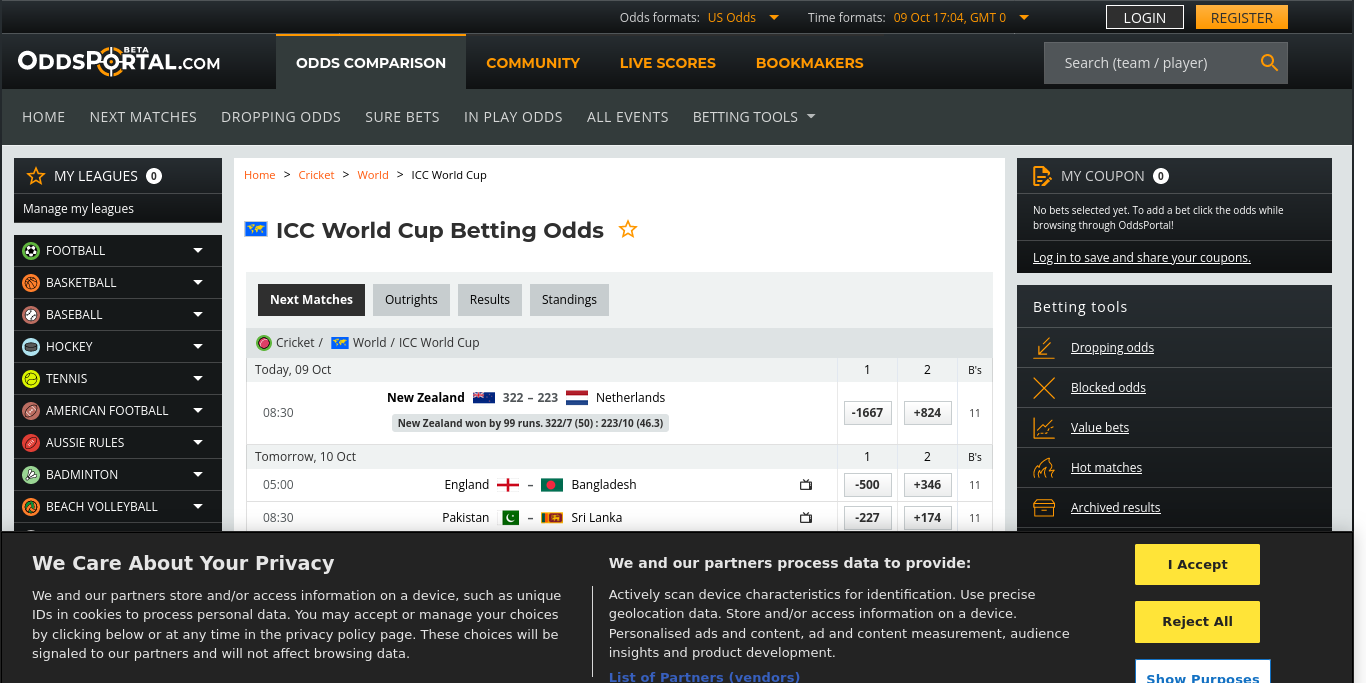 Odds formats: US Odds Time formats: 09 Oct 17:04, GMT 0 LOGIN REGISTER
ODDSPORTAL.COM BETA
ODDS COMPARISON COMMUNITY LIVE SCORES BOOKMAKERS Search (team / player)
HOME NEXT MATCHES DROPPING ODDS SURE BETS IN PLAY ODDS ALL EVENTS BETTING TOOLS
MY LEAGUES 0
Manage my leagues
FOOTBALL
BASKETBALL
BASEBALL
HOCKEY
TENNIS
AMERICAN FOOTBALL
AUSSIE RULES
BADMINTON
BEACH VOLLEYBALL
Home > Cricket > World > ICC World Cup
ICC World Cup Betting Odds
Next Matches Outrights Results Standings
Cricket / World / ICC World Cup
Today, 09 Oct 1 2 B's
08:30 New Zealand 322 – 223 Netherlands -1667 +824 11
New Zealand won by 99 runs. 322/7 (50) : 223/10 (46.3)
Tomorrow, 10 Oct 1 2 B's
05:00 England – Bangladesh -500 +346 11
08:30 Pakistan – Sri Lanka -227 +174 11
MY COUPON 0
No bets selected yet. To add a bet click the odds while
browsing through OddsPortal!
Log in to save and share your coupons.
Betting tools
Dropping odds
Blocked odds
Value bets
Hot matches
Archived results
We Care About Your Privacy
We and our partners store and/or access information on a device, such as unique
IDs in cookies to process personal data. You may accept or manage your choices
by clicking below or at any time in the privacy policy page. These choices will be
signaled to our partners and will not affect browsing data.
We and our partners process data to provide:
Actively scan device characteristics for identification. Use precise
geolocation data. Store and/or access information on a device.
Personalised ads and content, ad and content measurement, audience
insights and product development.
List of Partners (vendors)
I Accept
Reject All
Show Purposes